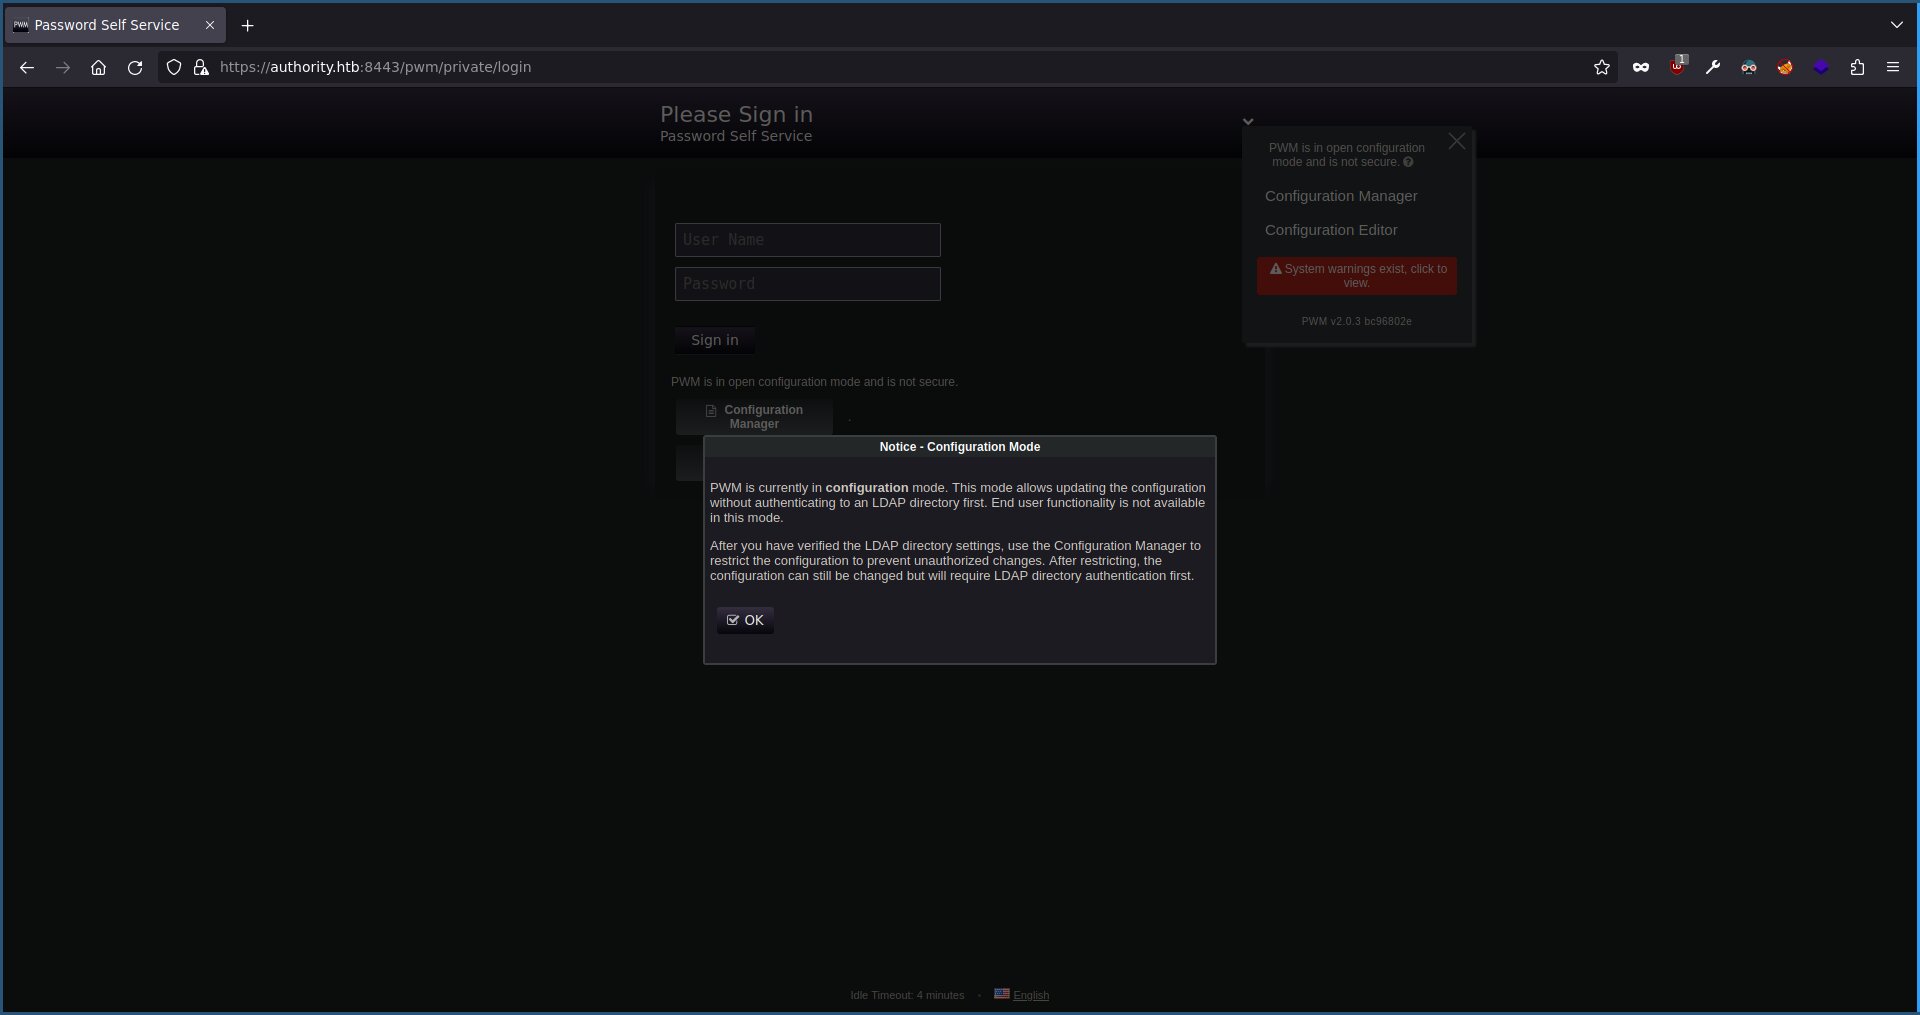 PWM Password Self Service
https://authority.htb:8443/pwm/private/login
1
Please Sign in
Password Self Service
PWM is in open configuration
mode and is not secure.
Configuration Manager
Configuration Editor
System warnings exist, click to
view.
PWM v2.0.3 bc96802e
User Name
Password
Sign in
PWM is in open configuration mode and is not secure.
Configuration
Manager
Notice - Configuration Mode
PWM is currently in configuration mode. This mode allows updating the configuration
without authenticating to an LDAP directory first. End user functionality is not available
in this mode.
After you have verified the LDAP directory settings, use the Configuration Manager to
restrict the configuration to prevent unauthorized changes. After restricting, the
configuration can still be changed but will require LDAP directory authentication first.
OK
Idle Timeout: 4 minutes • English